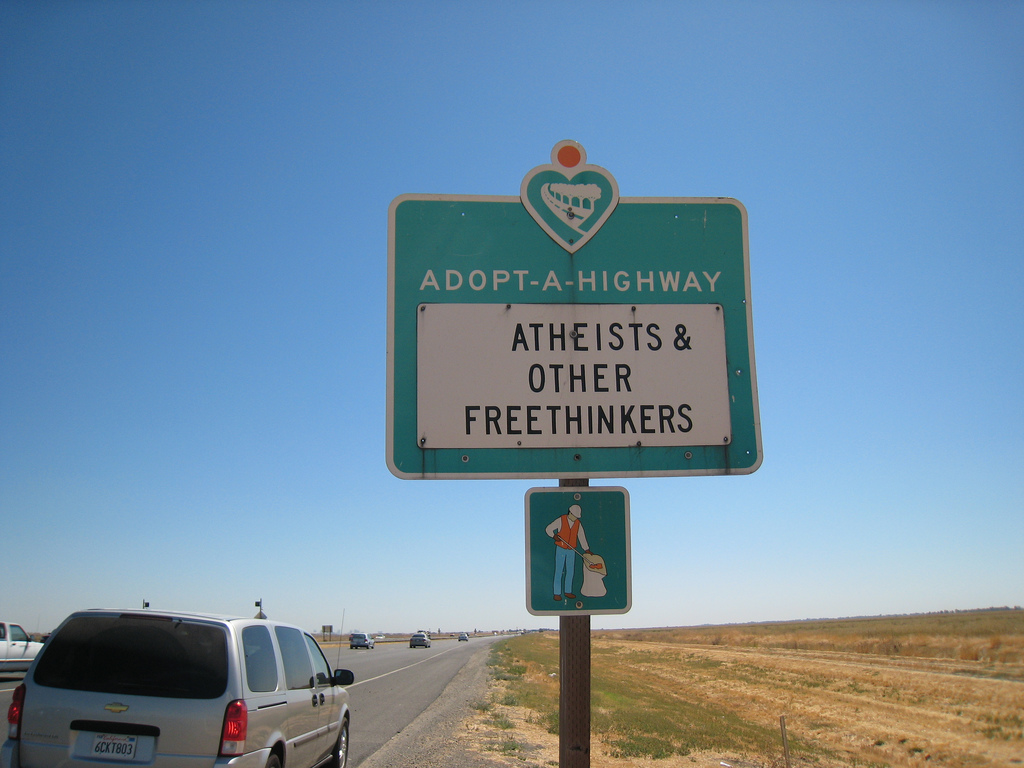 ADOPT-A-HIGHWAY
ATHEISTS &
OTHER
FREETHINKERS
6CKT803